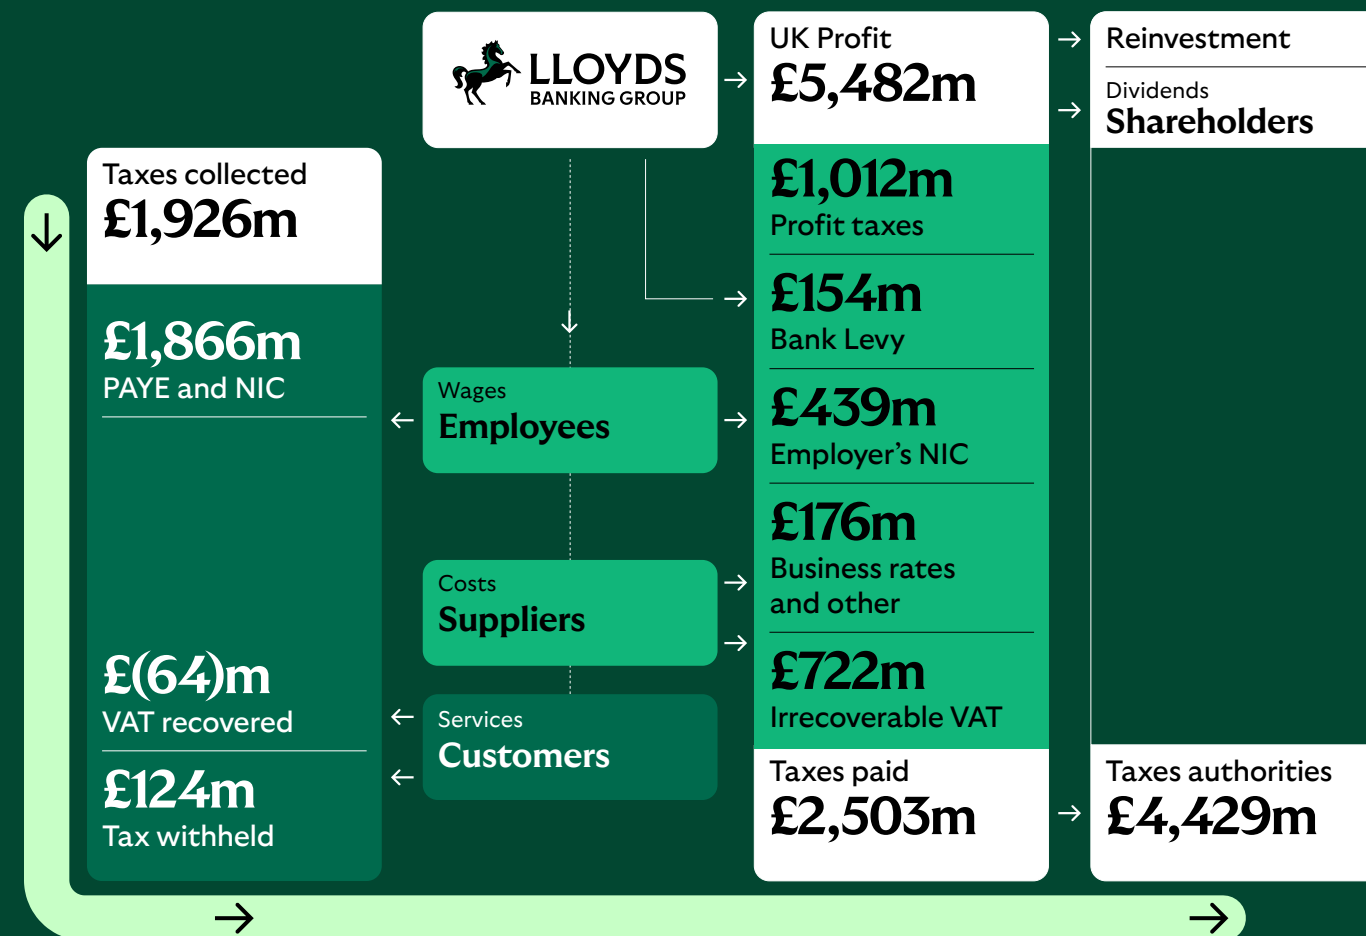 LLOYDS
BANKING GROUP
UK Profit
£5,482m
Reinvestment
Dividends
Shareholders
Taxes collected
£1,926m
£1,866m
PAYE and NIC
£(64)m
VAT recovered
£124m
Tax withheld
Wages
Employees
Costs
Suppliers
Services
Customers
£1,012m
Profit taxes
£154m
Bank Levy
£439m
Employer’s NIC
£176m
Business rates
and other
£722m
Irrecoverable VAT
Taxes paid
£2,503m
Taxes authorities
£4,429m